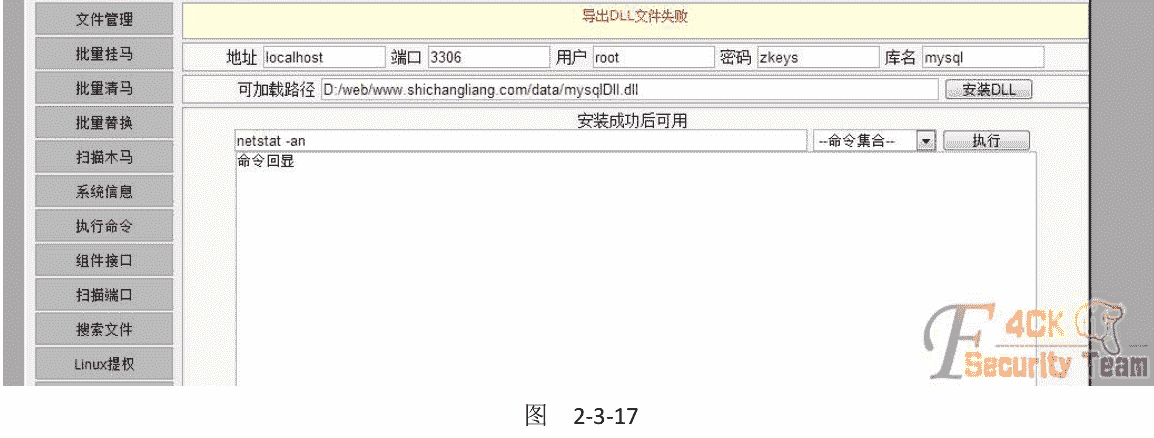 导出DLL文件失败
文件管理
批量挂马
批量清马
批量替换
扫描木马
系统信息
执行命令
组件接口
扫描端口
搜索文件
Linux提权
地址 localhost 端口 3306 用户 root 密码 zkeys 库名 mysql
可加载路径 D:/web/www.shichangliang.com/data/mysqlDll.dll 安装DLL
安装成功后可用
netstat -an --命令集合-- 执行
命令回显
F4CK
Security Team
图 2-3-17